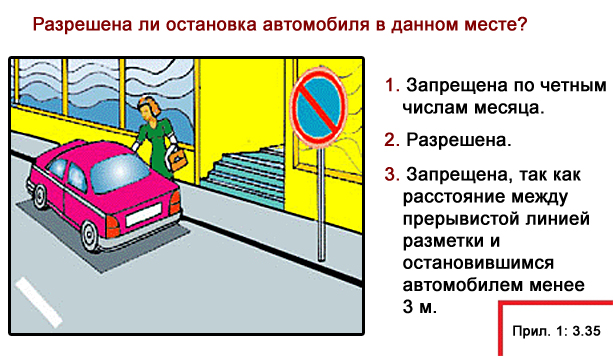 Разрешена ли остановка автомобиля в данном месте?
1. Запрещена по четным
числам месяца.
2. Разрешена.
3. Запрещена, так как
расстояние между
прерывистой линией
разметки и
остановившимся
автомобилем менее
3 м.
Прил. 1: 3.35